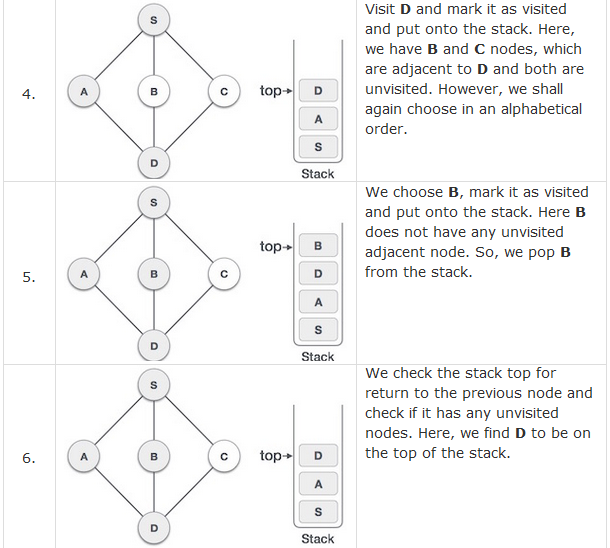 4.
S
A
B
C
D
top→
D
A
S
Stack
Visit D and mark it as visited
and put onto the stack. Here,
we have B and C nodes, which
are adjacent to D and both are
unvisited. However, we shall
again choose in an alphabetical
order.
5.
S
A
B
C
D
top→
B
D
A
S
Stack
We choose B, mark it as visited
and put onto the stack. Here B
does not have any unvisited
adjacent node. So, we pop B
from the stack.
6.
S
A
B
C
D
top→
D
A
S
Stack
We check the stack top for
return to the previous node and
check if it has any unvisited
nodes. Here, we find D to be on
the top of the stack.